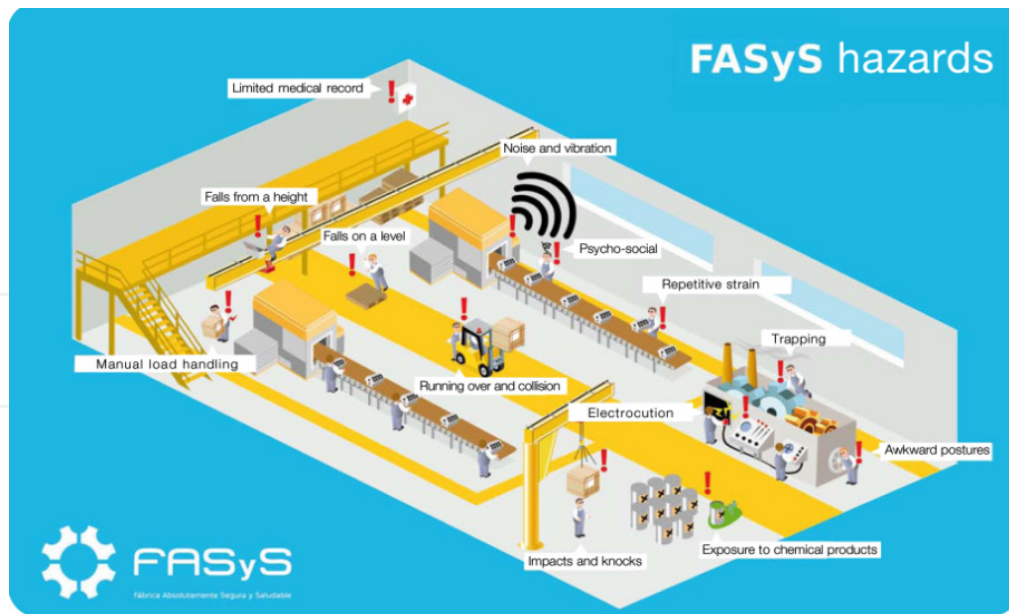 FASyS hazards
Limited medical record
Noise and vibration
Falls from a height
Falls on a level
Psycho-social
Repetitive strain
Trapping
Manual load handling
Running over and collision
Electrocution
Awkward postures
Impacts and knocks
Exposure to chemical products
FASyS
Fábrica Absolutamente Segura y Saludable